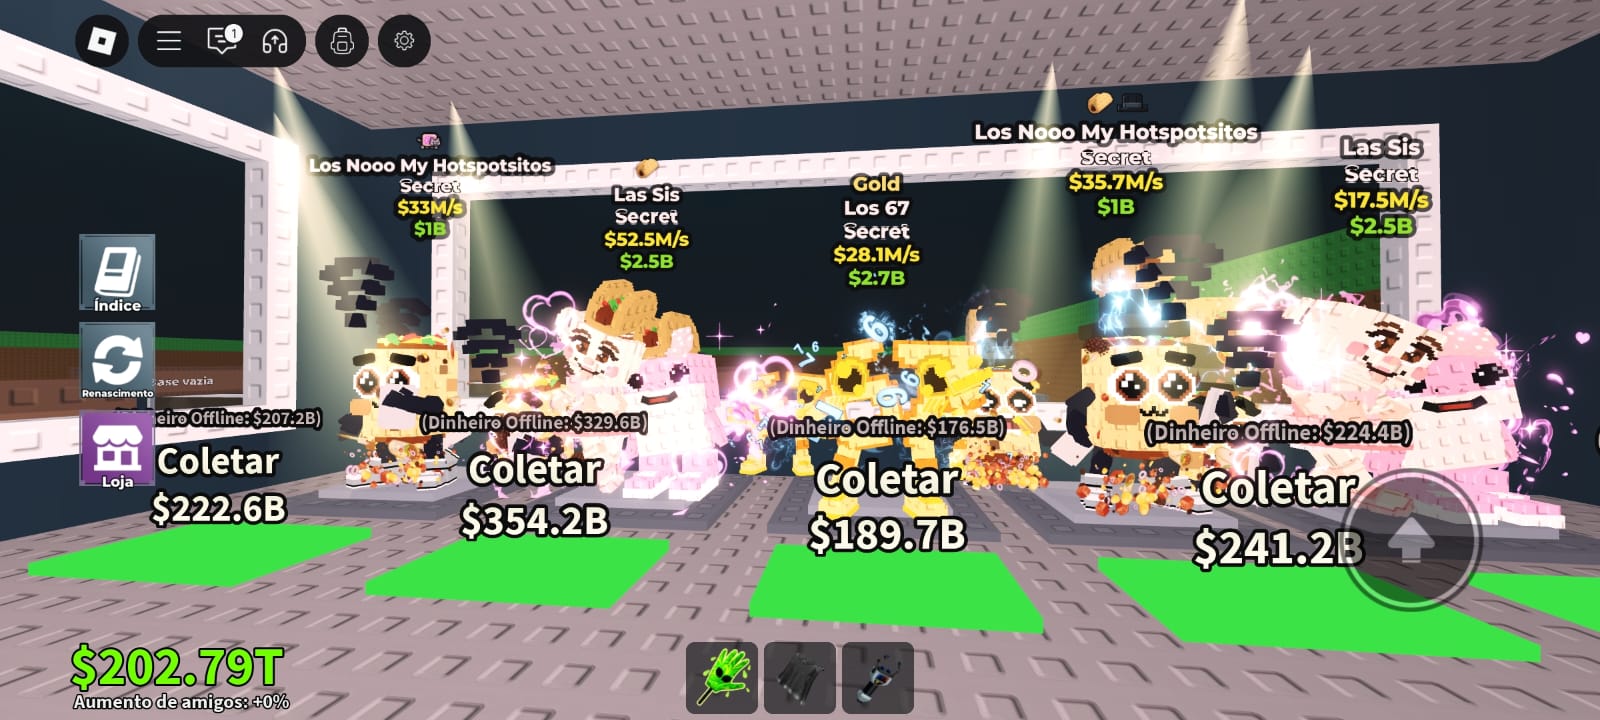 1
Los Nooo My Hotspotsitos
Secret
$33M/s
$1B
Las Sis
Secret
$52.5M/s
$2.5B
Gold
Los 67
Secret
$28.1M/s
$2.7B
Los Nooo My Hotspotsitos
Secret
$35.7M/s
$1B
Las Sis
Secret
$17.5M/s
$2.5B
Índice
Renascimento
ase vazia
Loja
eiro Offline: $207.2B)
Coletar
$222.6B
(Dinheiro Offline: $329.6B)
Coletar
$354.2B
(Dinheiro Offline: $176.5B)
Coletar
$189.7B
(Dinheiro Offline: $224.4B)
Coletar
$241.2B
$202.79T
Aumento de amigos: +0%